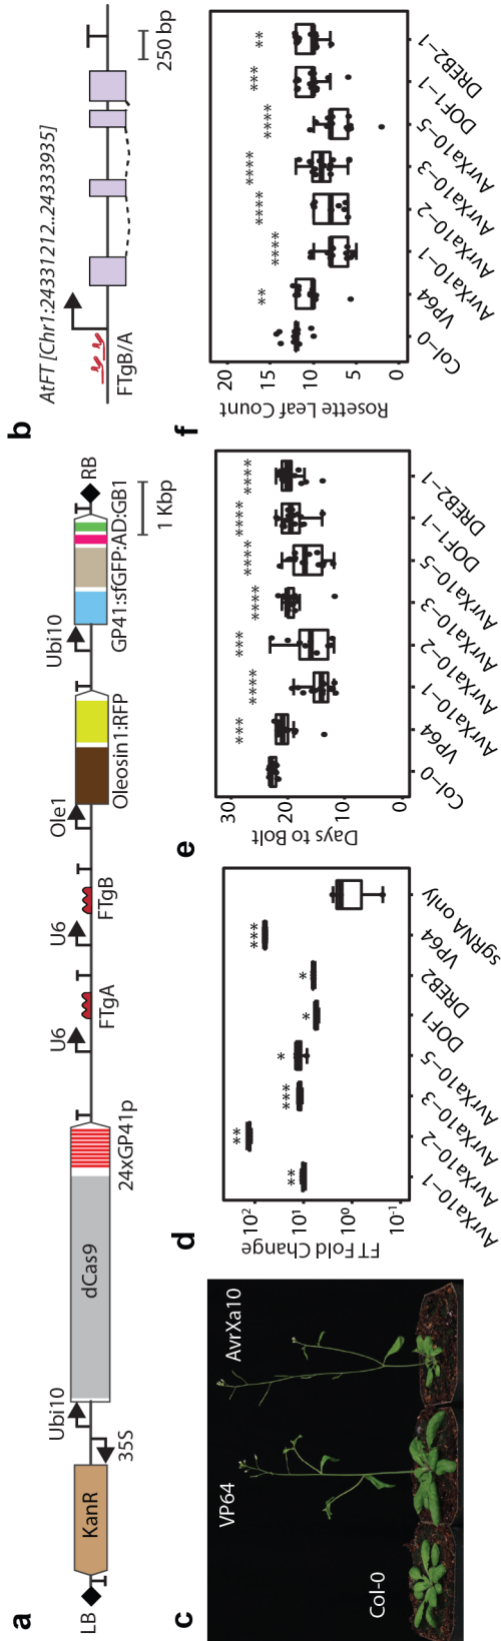 a
LB
KanR
35S
Ubi10
dCas9
24xGP41p
U6
FTgA
U6
FTgB
Ole1
Oleosin1:RFP
Ubi10
GP41:sfGFP:AD:GB1
RB
1 Kbp
b
AtFT [Chr1:24331212..24333935]
FTgB/A
250 bp
c
Col-0
VP64
AvrXa10
d
FT Fold Change
10²
10¹
10⁰
10⁻¹
**
**
***
*
*
*
***
AvrXa10-1
AvrXa10-2
AvrXa10-3
AvrXa10-5
DOF1
DREB2
VP64
sgRNA only
e
Days to Bolt
30
20
10
0
***
****
***
****
****
****
****
Col-0
VP64
AvrXa10-1
AvrXa10-2
AvrXa10-3
AvrXa10-5
DOF1-1
DREB2-1
f
Rosette Leaf Count
20
15
10
5
0
**
****
****
****
****
***
**
Col-0
VP64
AvrXa10-1
AvrXa10-2
AvrXa10-3
AvrXa10-5
DOF1-1
DREB2-1